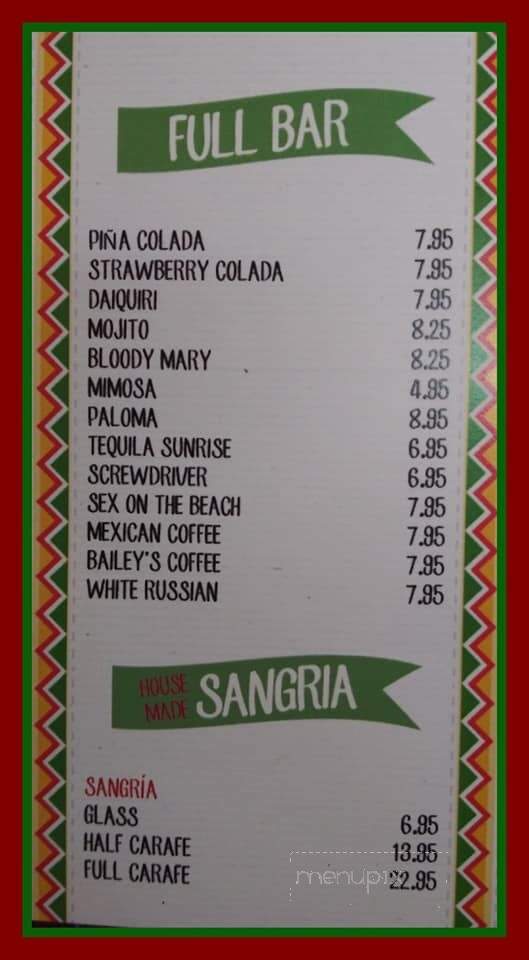 FULL BAR
PIÑA COLADA 7.95
STRAWBERRY COLADA 7.95
DAIQUIRI 7.95
MOJITO 8.25
BLOODY MARY 8.25
MIMOSA 4.95
PALOMA 8.95
TEQUILA SUNRISE 6.95
SCREWDRIVER 6.95
SEX ON THE BEACH 7.95
MEXICAN COFFEE 7.95
BAILEY'S COFFEE 7.95
WHITE RUSSIAN 7.95
HOUSE MADE SANGRIA
SANGRÍA
GLASS 6.95
HALF CARAFE 13.95
FULL CARAFE 22.95
menupix